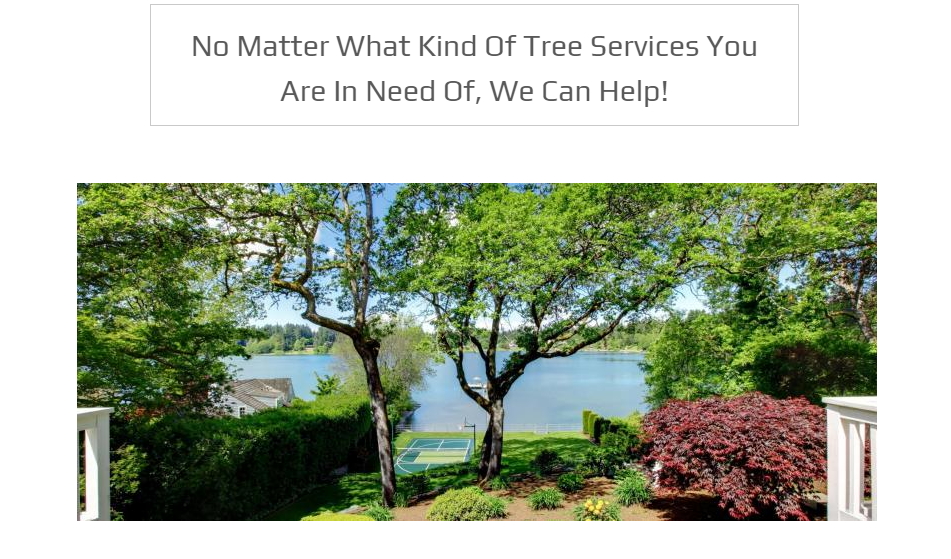 No Matter What Kind Of Tree Services You
Are In Need Of, We Can Help!